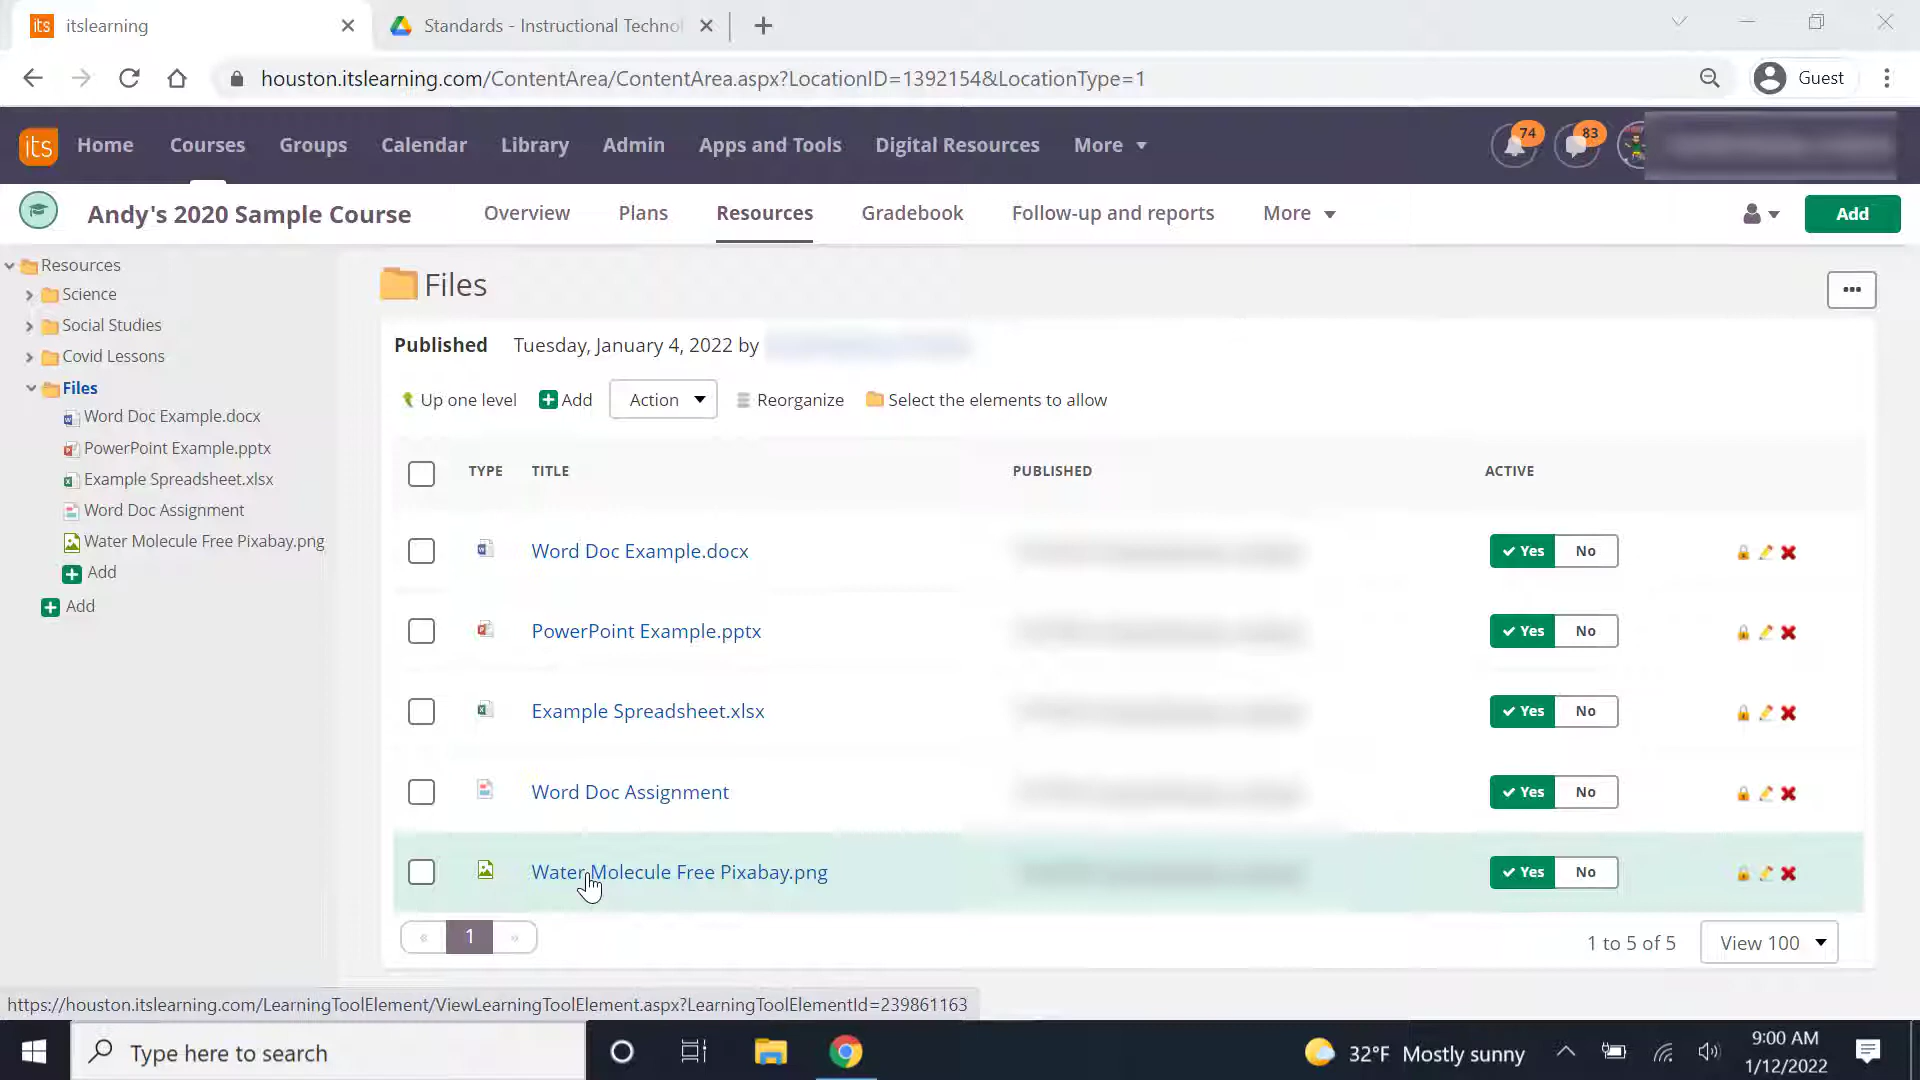 itslearning
Standards - Instructional Technol
houston.itslearning.com/ContentArea/ContentArea.aspx?LocationID=1392154&LocationType=1
Guest
its Home Courses Groups Calendar Library Admin Apps and Tools Digital Resources More 74 83
Andy's 2020 Sample Course Overview Plans Resources Gradebook Follow-up and reports More Add
Resources
Science
Social Studies
Covid Lessons
Files
Word Doc Example.docx
PowerPoint Example.pptx
Example Spreadsheet.xlsx
Word Doc Assignment
Water Molecule Free Pixabay.png
Add
Add
Files
Published Tuesday, January 4, 2022 by
Up one level Add Action Reorganize Select the elements to allow
TYPE TITLE PUBLISHED ACTIVE
Word Doc Example.docx Yes No
PowerPoint Example.pptx Yes No
Example Spreadsheet.xlsx Yes No
Word Doc Assignment Yes No
Water Molecule Free Pixabay.png Yes No
« 1 » 1 to 5 of 5 View 100
https://houston.itslearning.com/LearningToolElement/ViewLearningToolElement.aspx?LearningToolElementId=239861163
Type here to search
32°F Mostly sunny
9:00 AM
1/12/2022